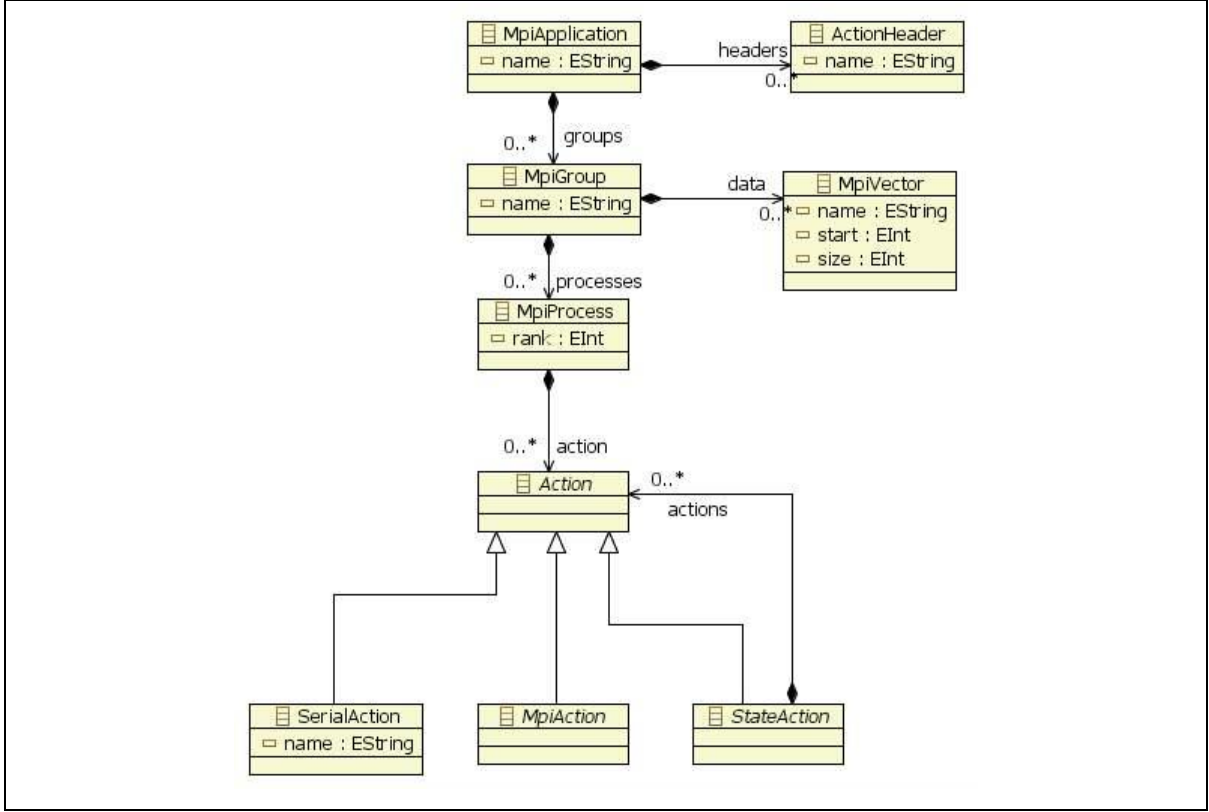 MpiApplication
name : EString
headers
0..*
ActionHeader
name : EString
0..*
groups
MpiGroup
name : EString
data
0..*
MpiVector
name : EString
start : EInt
size : EInt
0..*
processes
MpiProcess
rank : EInt
0..*
action
Action
0..*
actions
SerialAction
name : EString
MpiAction
StateAction